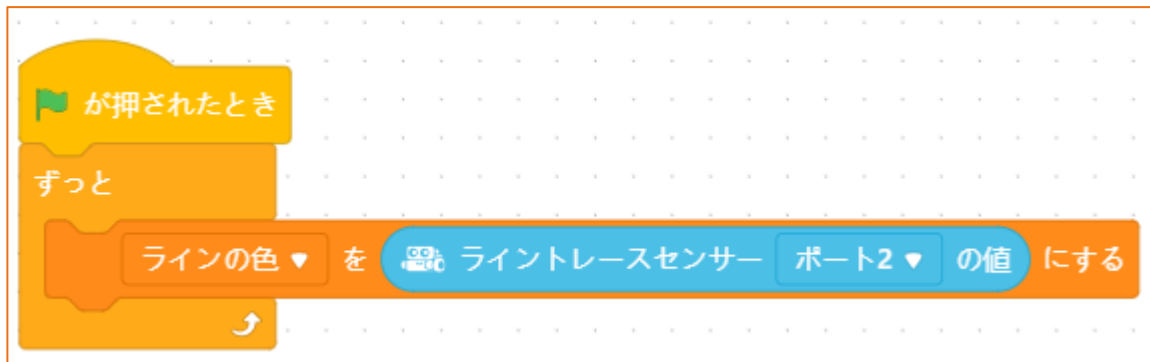 が押されたとき
ずっと
ラインの色 を ライントレースセンサー ポート2 の値 にする